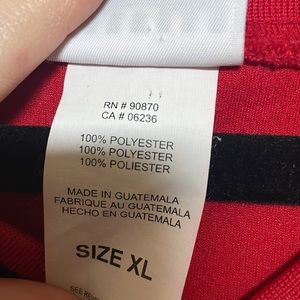 RN # 90870
CA # 06236
100% POLYESTER
100% POLYESTER
100% POLIESTER
MADE IN GUATEMALA
FABRIQUE AU GUATEMALA
HECHO EN GUATEMALA
SIZE XL